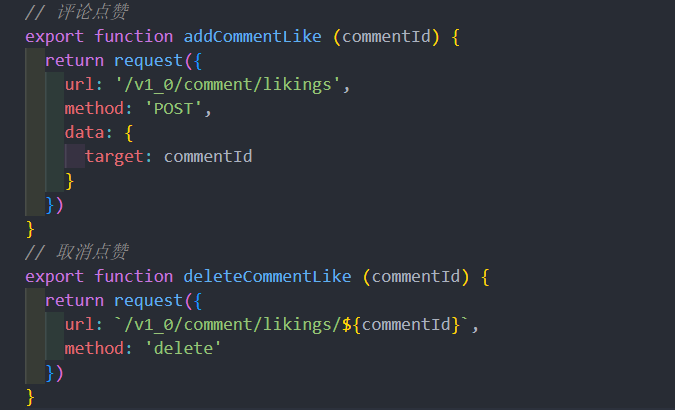 // 评论点赞
export function addCommentLike (commentId) {
  return request({
    url: '/v1_0/comment/likings',
    method: 'POST',
    data: {
      target: commentId
    }
  })
}
// 取消点赞
export function deleteCommentLike (commentId) {
  return request({
    url: `/v1_0/comment/likings/${commentId}`,
    method: 'delete'
  })
}